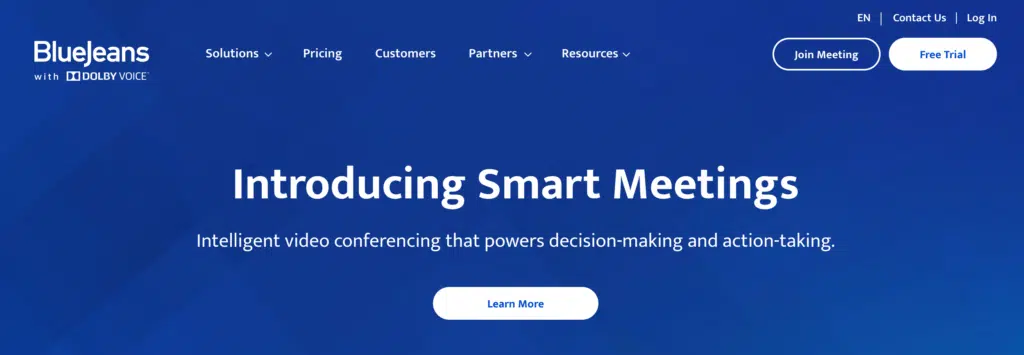 EN | Contact Us | Log In
BlueJeans
with DOLBY VOICE
Solutions Pricing Customers Partners Resources
Join Meeting Free Trial
Introducing Smart Meetings
Intelligent video conferencing that powers decision-making and action-taking.
Learn More